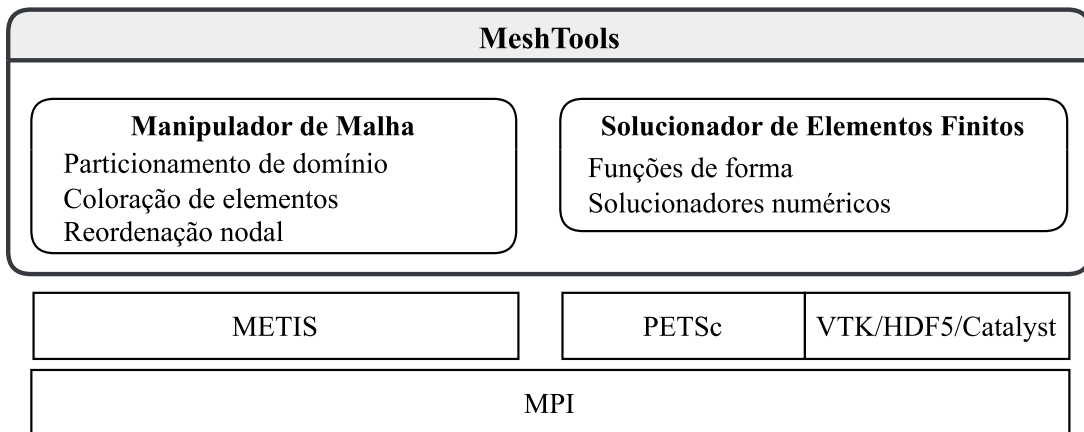 MeshTools
Manipulador de Malha
Particionamento de domínio
Coloração de elementos
Reordenação nodal
Solucionador de Elementos Finitos
Funções de forma
Solucionadores numéricos
METIS
PETSc
VTK/HDF5/Catalyst
MPI